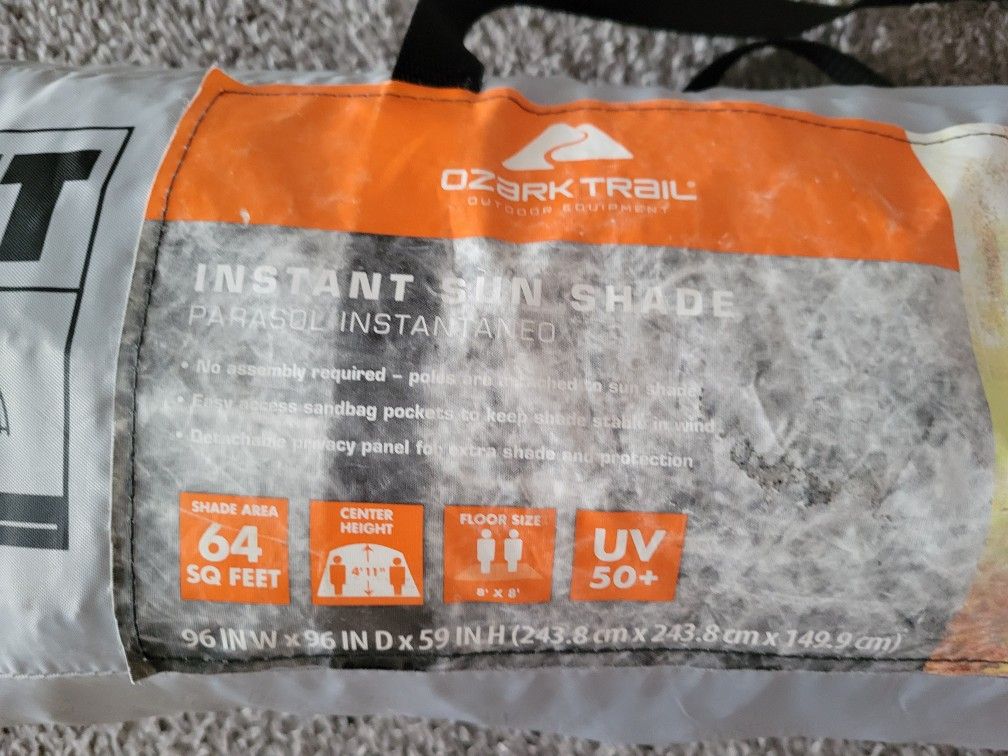 T
OZARK TRAIL
OUTDOOR EQUIPMENT
INSTANT SUN SHADE
PARASOL INSTANTANEO
• No assembly required – poles are attached to sun shade
• Easy access sandbag pockets to keep shade stable in wind
• Detachable privacy panel for extra shade and protection
SHADE AREA
64
SQ FEET
CENTER
HEIGHT
4'11"
FLOOR SIZE
8' X 8'
UV
50+
96 IN W x 96 IN D x 59 IN H (243.8 cm x 243.8 cm x 149.9 cm)